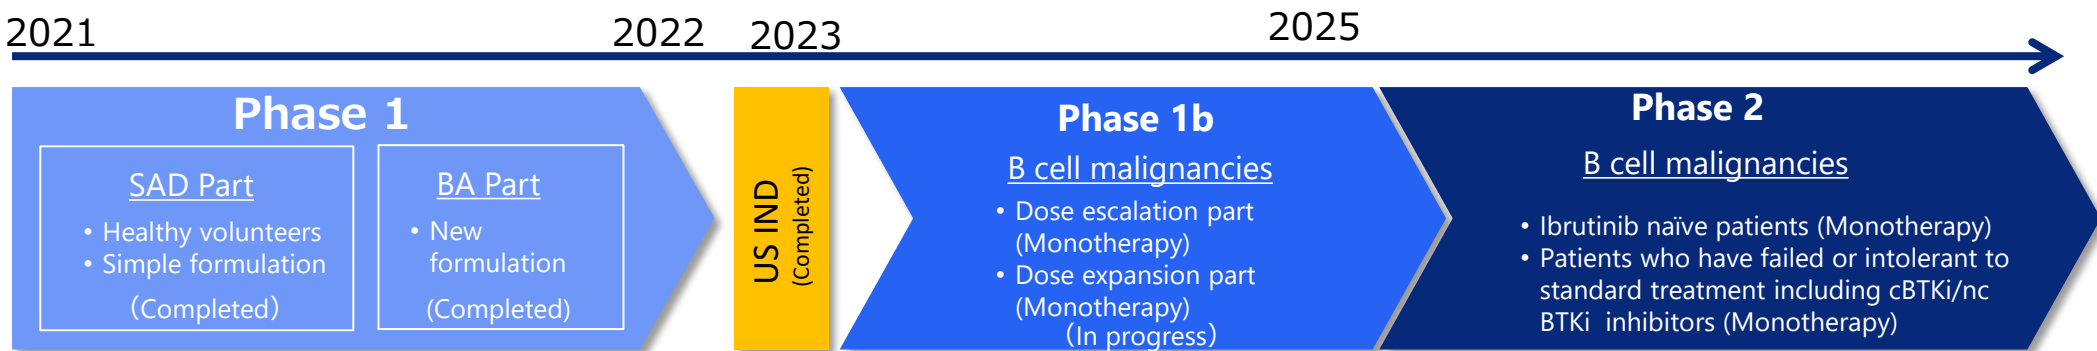 2021
2022
2023
2025
Phase 1
SAD Part
• Healthy volunteers
• Simple formulation
(Completed)
BA Part
• New
formulation
(Completed)
US IND
(Completed)
Phase 1b
B cell malignancies
• Dose escalation part
(Monotherapy)
• Dose expansion part
(Monotherapy)
(In progress)
Phase 2
B cell malignancies
• Ibrutinib naïve patients (Monotherapy)
• Patients who have failed or intolerant to
standard treatment including cBTKi/nc
BTKi inhibitors (Monotherapy)